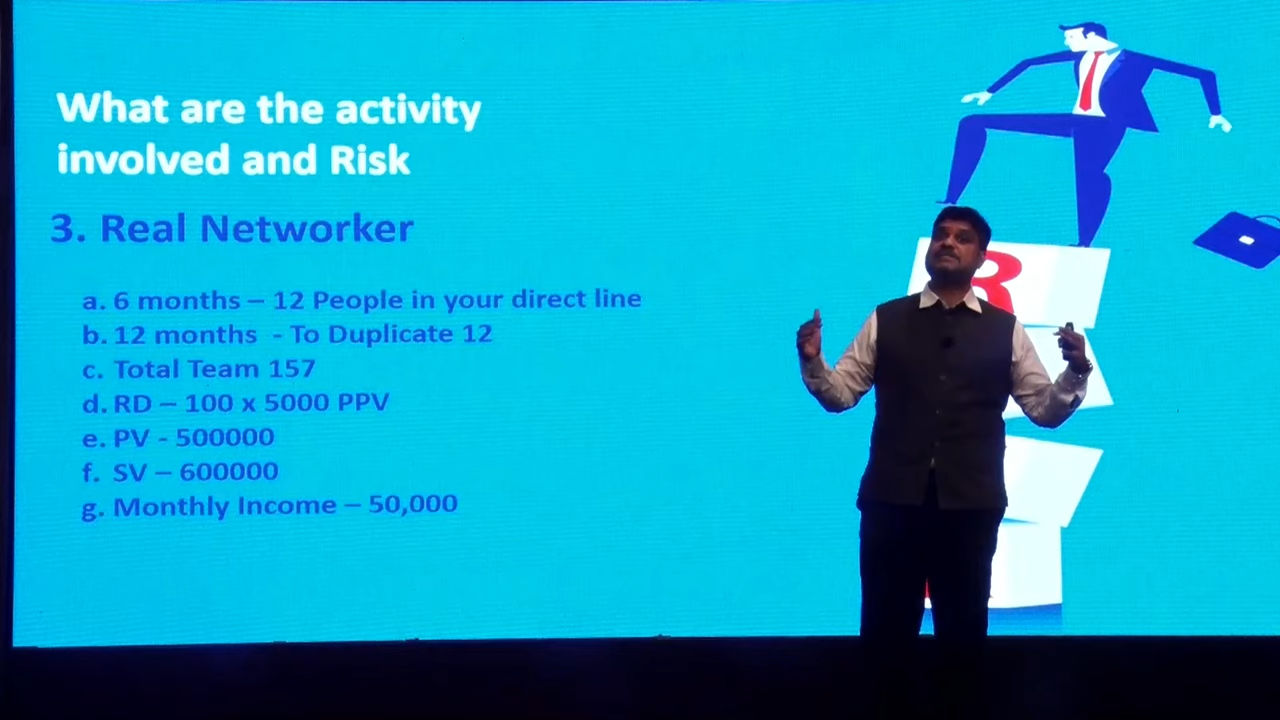 What are the activity
involved and Risk
3. Real Networker
a. 6 months – 12 People in your direct line
b. 12 months - To Duplicate 12
c. Total Team 157
d. RD – 100 x 5000 PPV
e. PV - 500000
f. SV – 600000
g. Monthly Income – 50,000